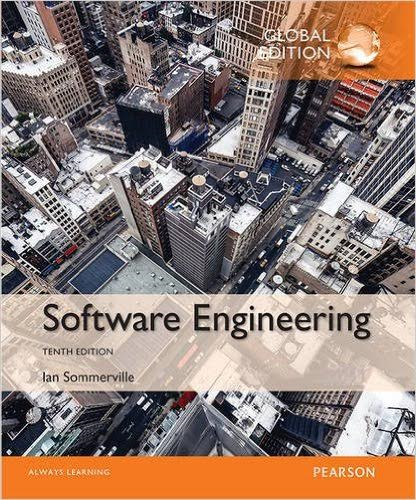 GLOBAL
EDITION
Software Engineering
TENTH EDITION
Ian Sommerville
ALWAYS LEARNING
PEARSON